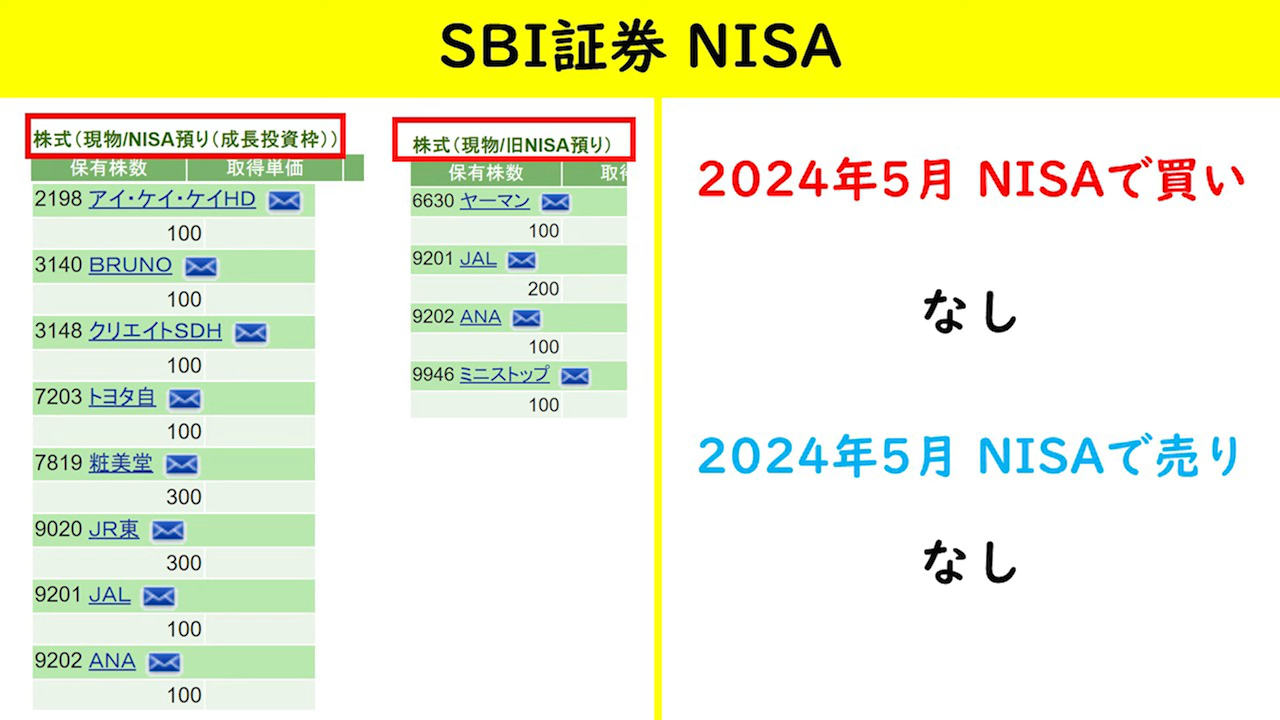 SBI証券 NISA
株式(現物/NISA預り(成長投資枠))
保有株数 取得単価
2198 アイ・ケイ・ケイHD
100
3140 BRUNO
100
3148 クリエイトSDH
100
7203 トヨタ自
100
7819 粧美堂
300
9020 JR東
300
9201 JAL
100
9202 ANA
100
株式(現物/旧NISA預り)
保有株数 取得
6630 ヤーマン
100
9201 JAL
200
9202 ANA
100
9946 ミニストップ
100
2024年5月 NISAで買い
なし
2024年5月 NISAで売り
なし